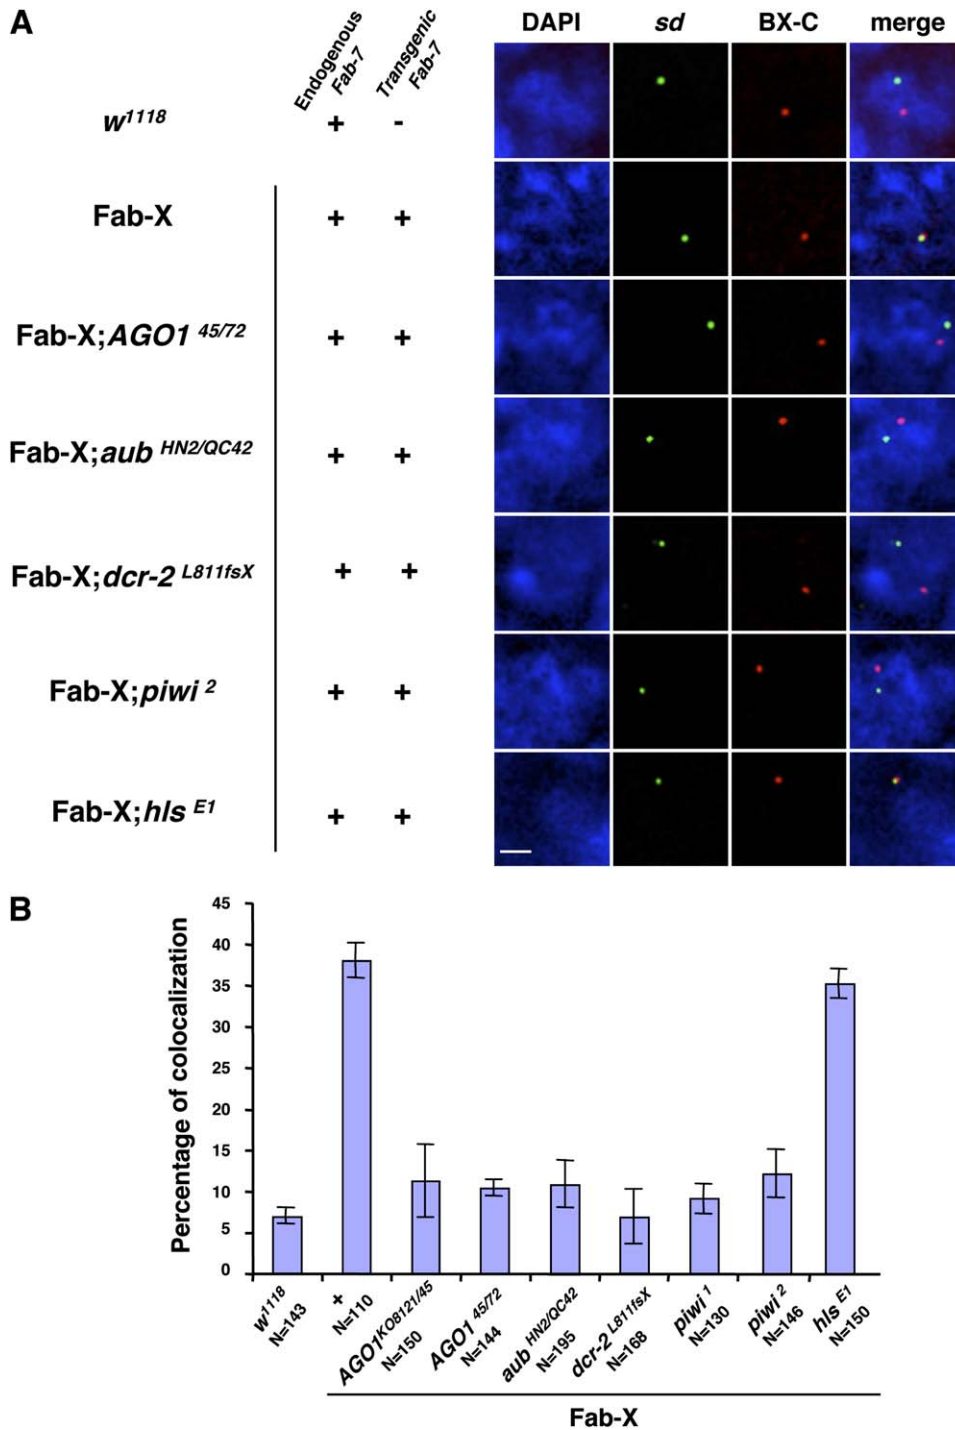 A
Endogenous
Fab-7
Transgenic
Fab-7
DAPI sd BX-C merge
w1118 + -
Fab-X + +
Fab-X;AGO1 45/72 + +
Fab-X;aub HN2/QC42 + +
Fab-X;dcr-2 L811fsX + +
Fab-X;piwi 2 + +
Fab-X;hls E1 + +
B
Percentage of colocalization
45
40
35
30
25
20
15
10
5
0
w1118
N=143
+
N=110
AGO1KO8121/45
N=150
AGO1 45/72
N=144
aub HN2/QC42
N=195
dcr-2 L811fsX
N=168
piwi 1
N=130
piwi 2
N=146
hls E1
N=150
Fab-X